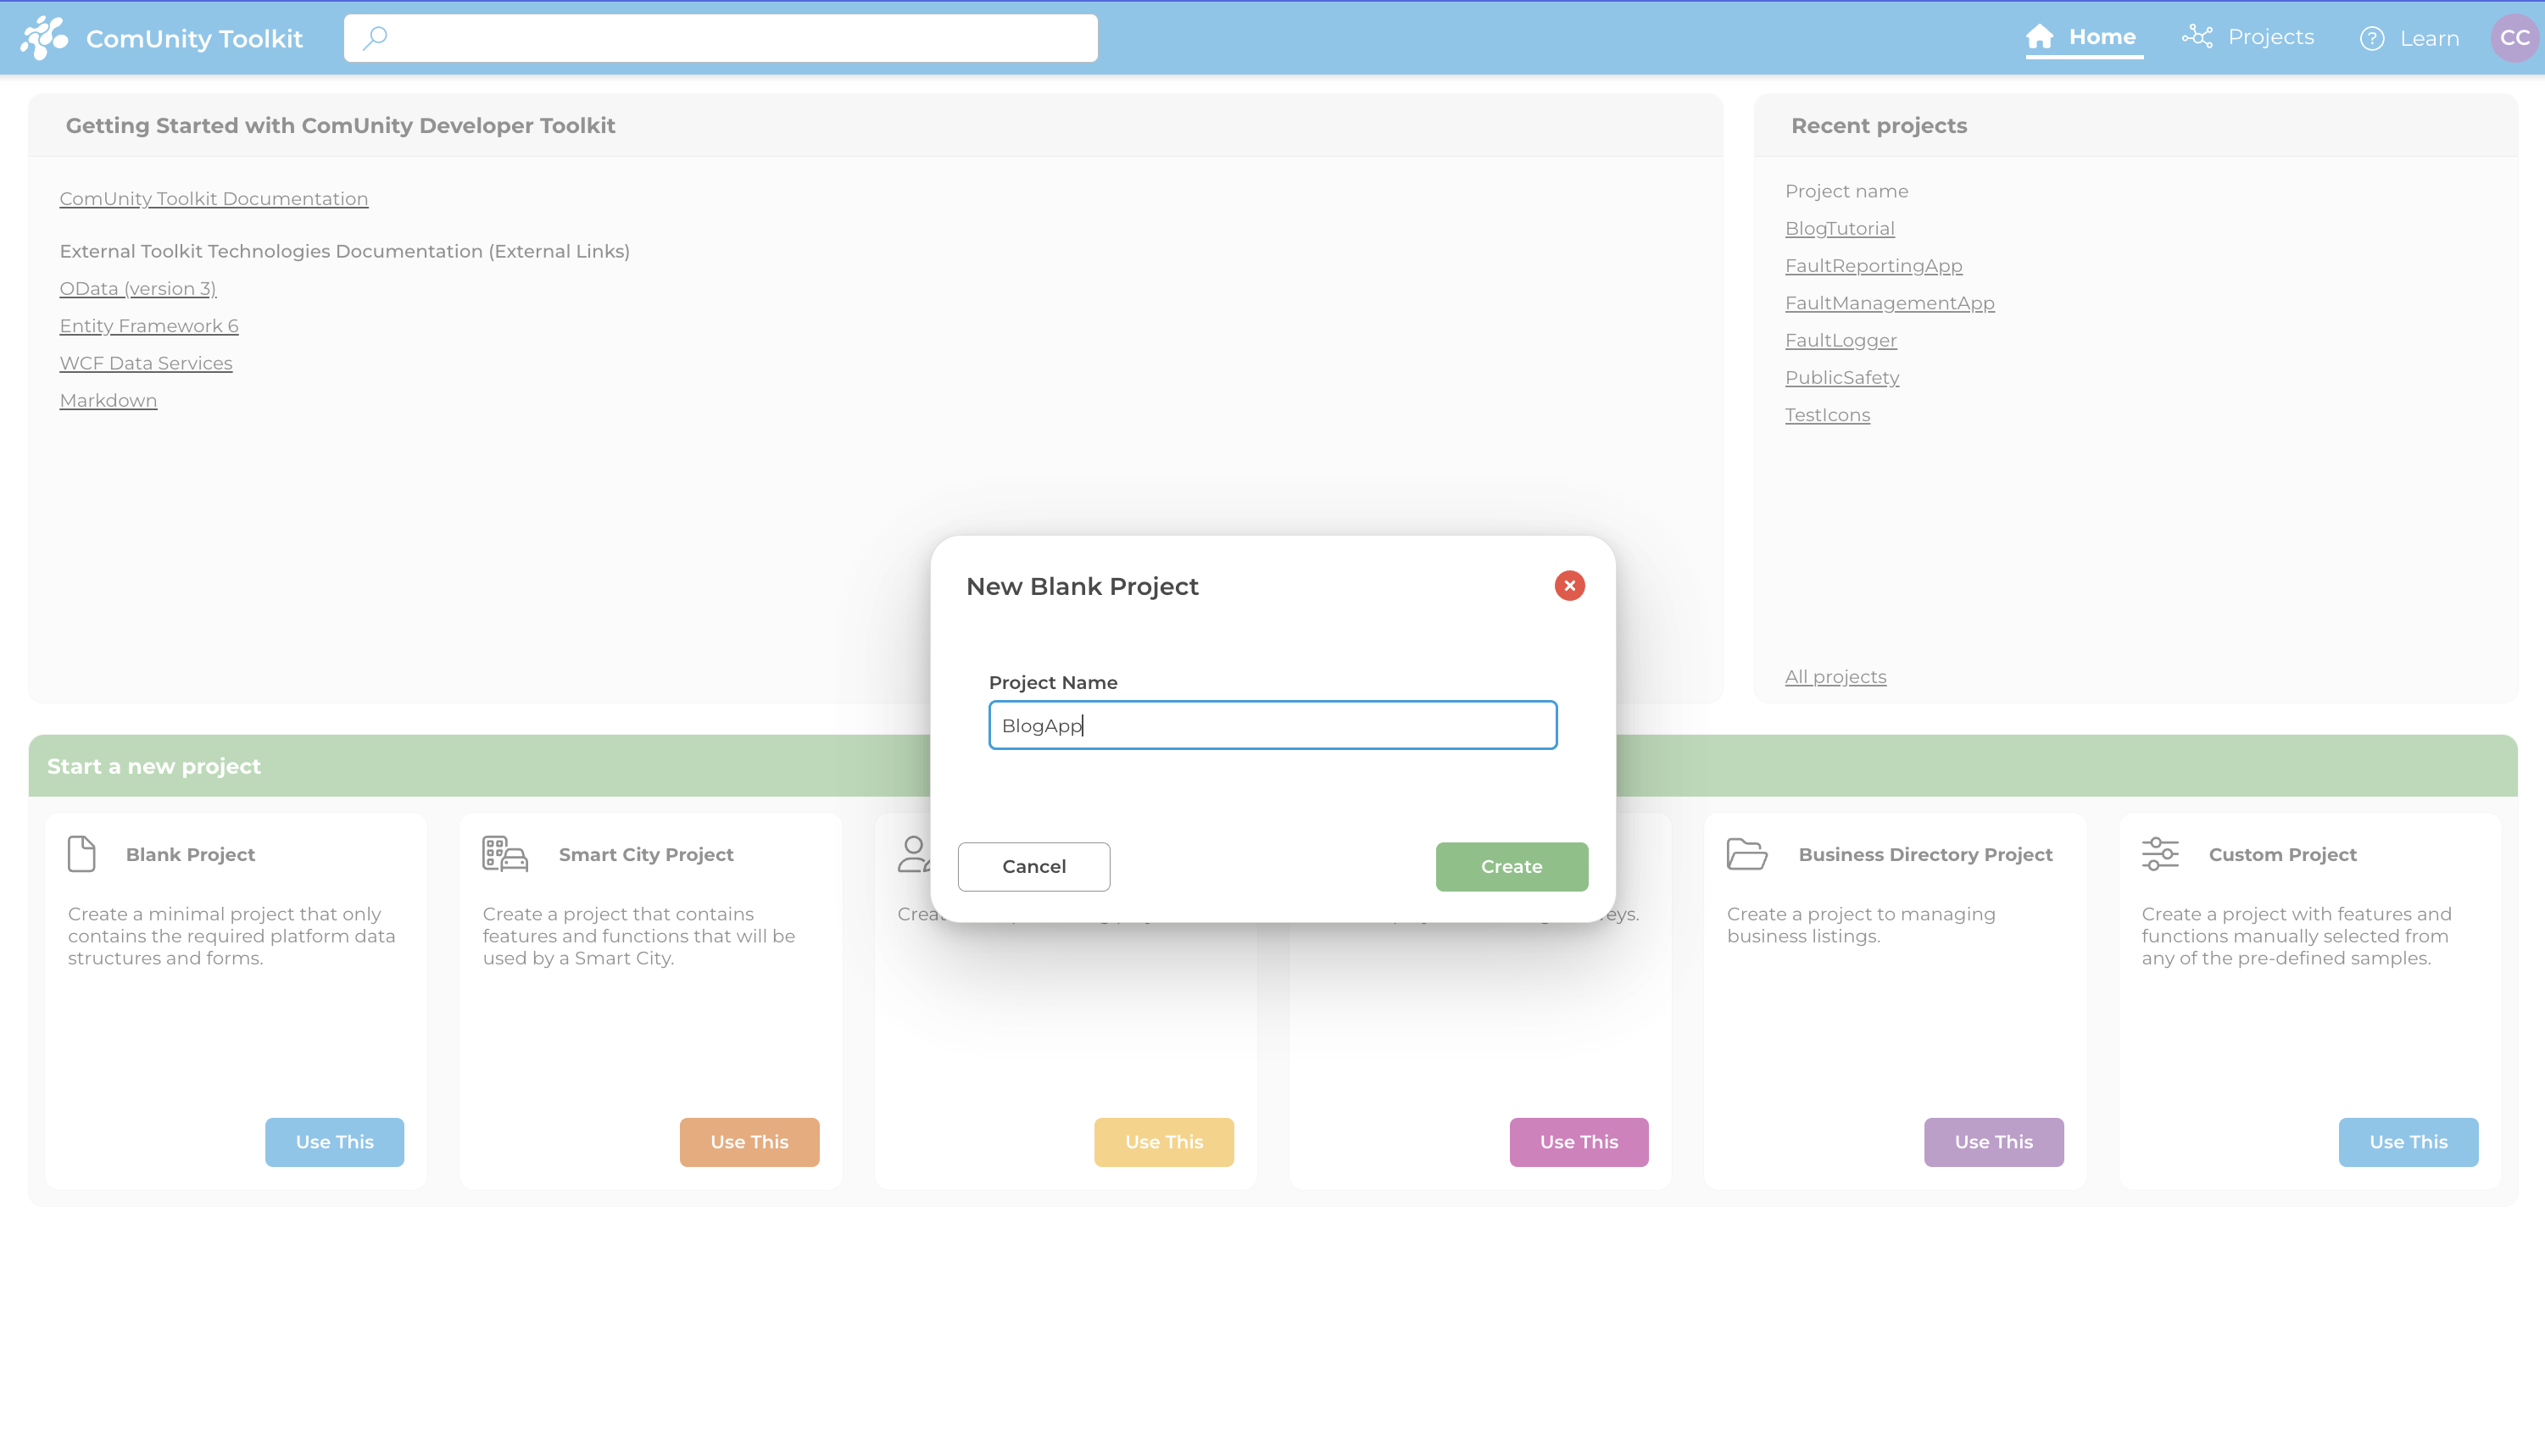 ComUnity Toolkit
Home
Projects
Learn
CC
Getting Started with ComUnity Developer Toolkit
ComUnity Toolkit Documentation
External Toolkit Technologies Documentation (External Links)
OData (version 3)
Entity Framework 6
WCF Data Services
Markdown
Recent projects
Project name
BlogTutorial
FaultReportingApp
FaultManagementApp
FaultLogger
PublicSafety
TestIcons
All projects
New Blank Project
Project Name
BlogApp
Cancel
Create
Start a new project
Blank Project
Create a minimal project that only
contains the required platform data
structures and forms.
Use This
Smart City Project
Create a project that contains
features and functions that will be
used by a Smart City.
Use This
Use This
Use This
Business Directory Project
Create a project to managing
business listings.
Use This
Custom Project
Create a project with features and
functions manually selected from
any of the pre-defined samples.
Use This